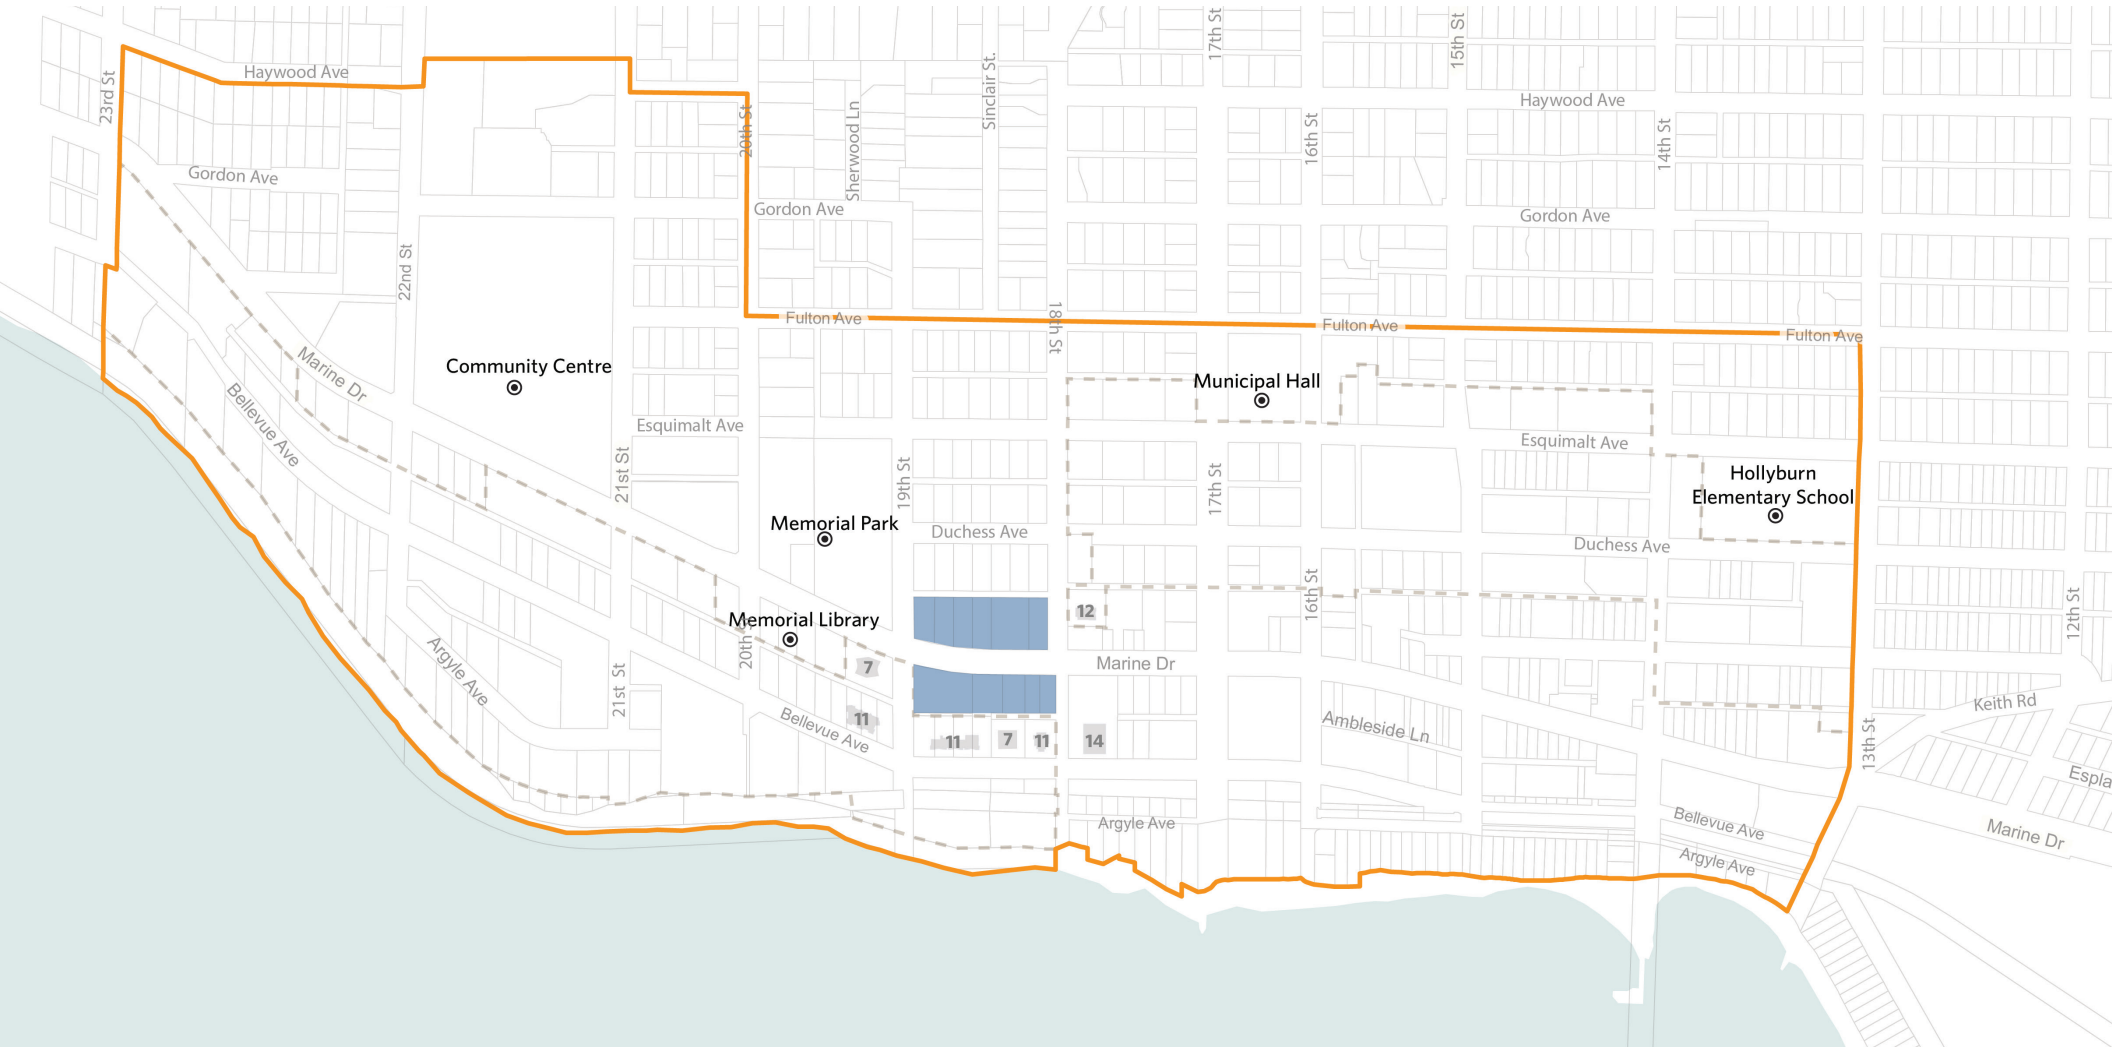 17th St
15th St
Haywood Ave
23rd St
Sinclair St.
Haywood Ave
20th St
Sherwood Ln
16th St
14th St
Gordon Ave
Gordon Ave
Gordon Ave
22nd St
18th St
Fulton Ave
Fulton Ave
Fulton Ave
Marine Dr
Community Centre
Municipal Hall
Bellevue Ave
Esquimalt Ave
Esquimalt Ave
21st St
19th St
17th St
Hollyburn
Elementary School
Memorial Park
Duchess Ave
Duchess Ave
16th St
12th St
12
Memorial Library
20th S
7
Marine Dr
Argyle Ave
21st St
11
Bellevue Ave
11
7
11
14
Ambleside Ln
Keith Rd
13th St
Espla
Argyle Ave
Bellevue Ave
Marine Dr
Argyle Ave